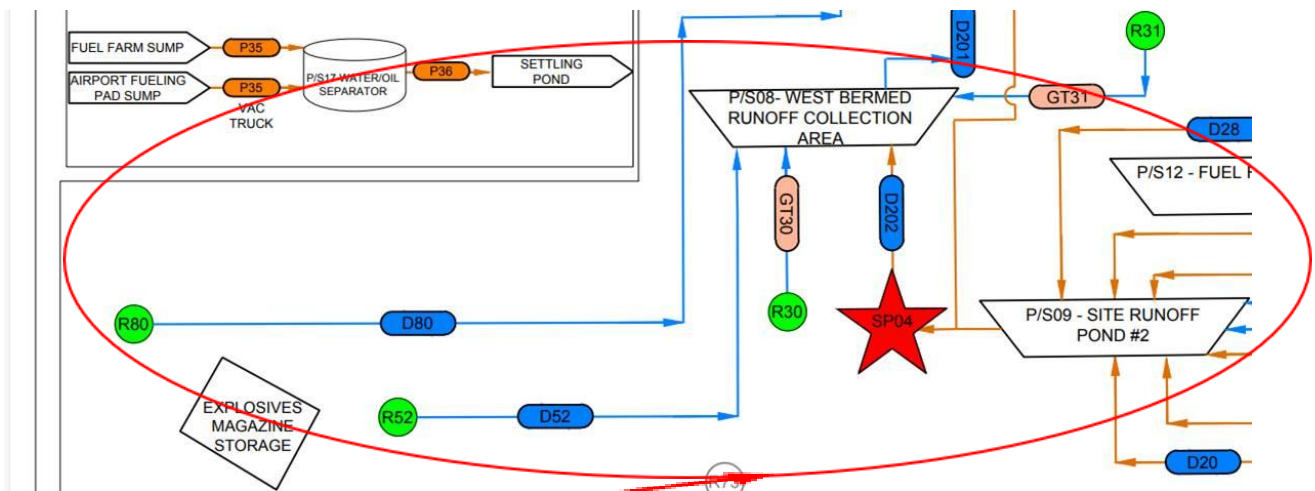 FUEL FARM SUMP
P35
AIRPORT FUELING
PAD SUMP
P35
VAC
TRUCK
P/S17 WATER/OIL
SEPARATOR
P36
SETTLING
POND
D201
R31
P/S08- WEST BERMED
RUNOFF COLLECTION
AREA
GT31
D28
P/S12 - FUEL
GT30
D202
R80
D80
R30
SP04
P/S09 - SITE RUNOFF
POND #2
EXPLOSIVES
MAGAZINE
STORAGE
R52
D52
D20
R73